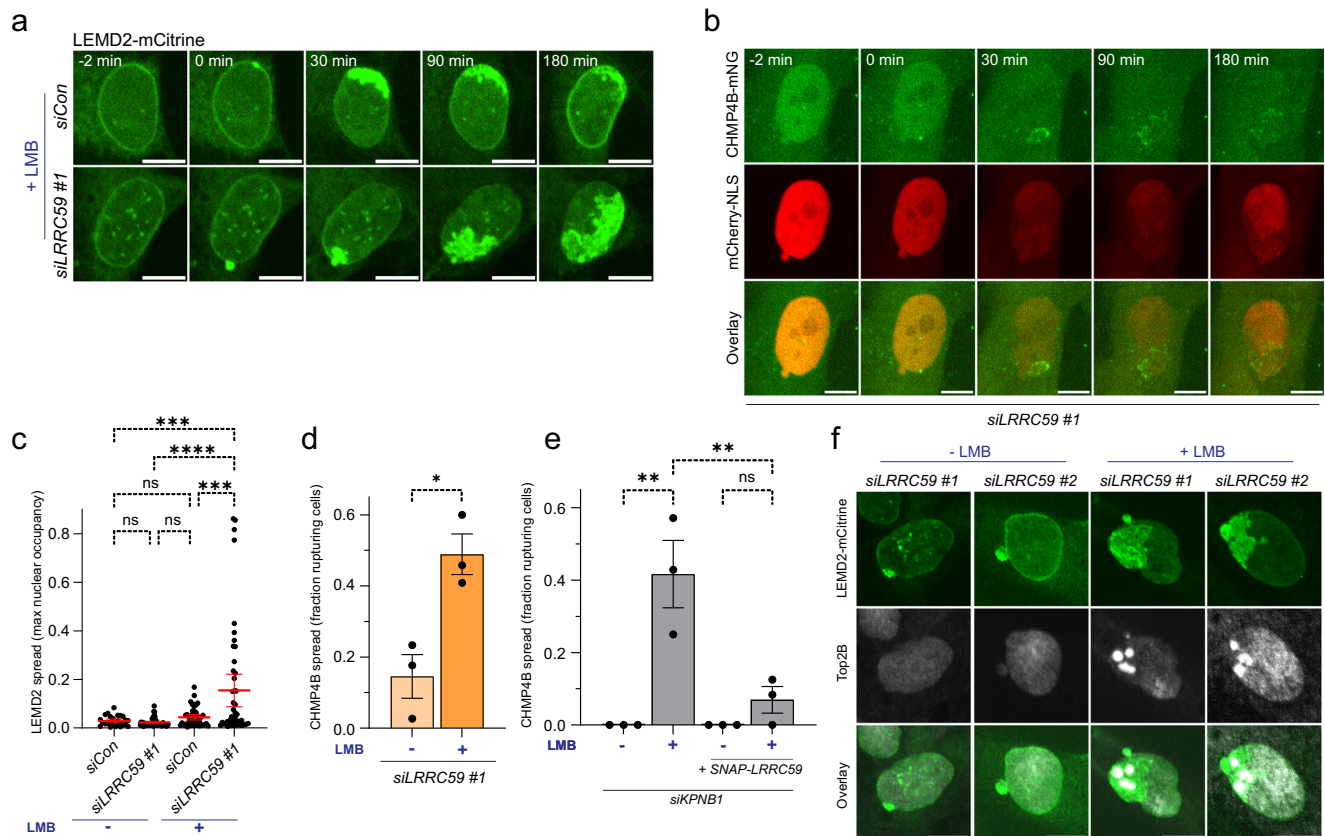 a
LEMD2-mCitrine
-2 min 0 min 30 min 90 min 180 min
+ LMB
siCon
siLRRC59 #1
b
-2 min 0 min 30 min 90 min 180 min
CHMP4B-mNG
mCherry-NLS
Overlay
siLRRC59 #1
c
LEMD2 spread (max nuclear occupancy)
***
****
ns ***
ns ns
0.8
0.6
0.4
0.2
0.0
siCon siLRRC59 #1 siCon siLRRC59 #1
LMB - +
d
CHMP4B spread (fraction rupturing cells)
*
0.6
0.4
0.2
0.0
LMB - +
siLRRC59 #1
e
CHMP4B spread (fraction rupturing cells)
**
** ns
0.6
0.4
0.2
0.0
LMB - + - +
+ SNAP-LRRC59
siKPNB1
f
- LMB + LMB
siLRRC59 #1 siLRRC59 #2 siLRRC59 #1 siLRRC59 #2
LEMD2-mCitrine
Top2B
Overlay